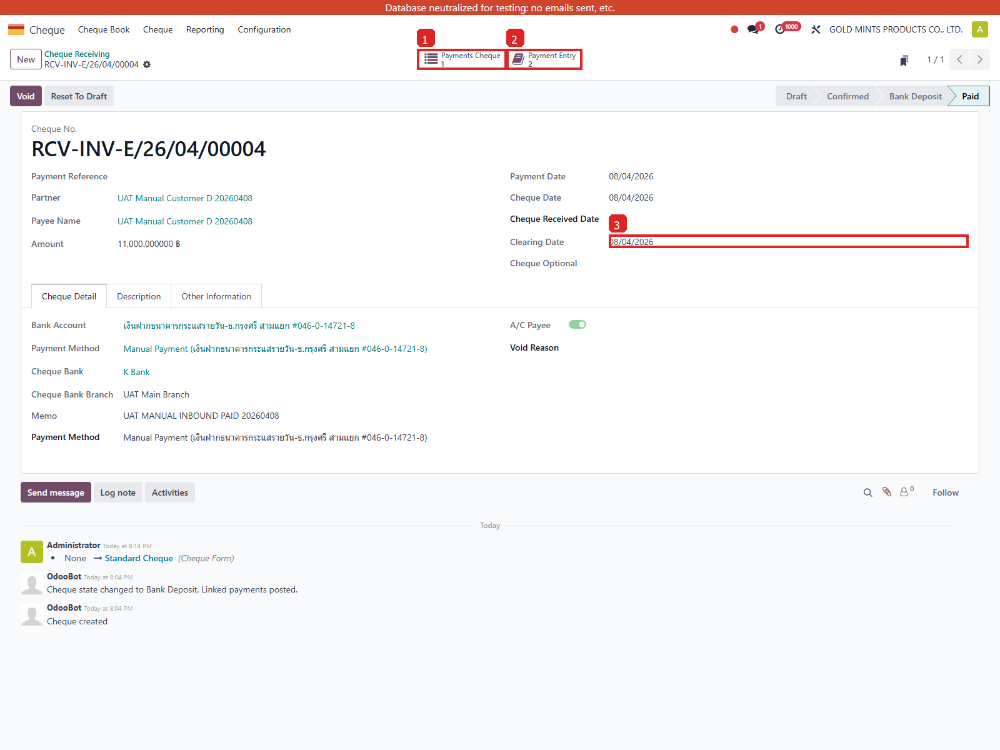 Database neutralized for testing: no emails sent, etc.
Cheque Cheque Book Cheque Reporting Configuration 1 1000 GOLD MINTS PRODUCTS CO., LTD. A
1 2
New Cheque Receiving Payments Cheque Payment Entry 1 / 1
RCV-INV-E/26/04/00004 1 2
Void Reset To Draft Draft Confirmed Bank Deposit Paid
Cheque No.
RCV-INV-E/26/04/00004
Payment Reference Payment Date 08/04/2026
Partner UAT Manual Customer D 20260408 Cheque Date 08/04/2026
Payee Name UAT Manual Customer D 20260408 Cheque Received Date
3
Amount 11,000.000000 ฿ Clearing Date 08/04/2026
Cheque Optional
Cheque Detail Description Other Information
Bank Account เงินฝากธนาคารกระแสรายวัน-ธ.กรุงศรี สามแยก #046-0-14721-8 A/C Payee
Payment Method Manual Payment (เงินฝากธนาคารกระแสรายวัน-ธ.กรุงศรี สามแยก #046-0-14721-8) Void Reason
Cheque Bank K Bank
Cheque Bank Branch UAT Main Branch
Memo UAT MANUAL INBOUND PAID 20260408
Payment Method Manual Payment (เงินฝากธนาคารกระแสรายวัน-ธ.กรุงศรี สามแยก #046-0-14721-8)
Send message Log note Activities 0 Follow
Today
A Administrator Today at 8:14 PM
• None → Standard Cheque (Cheque Form)
OdooBot Today at 8:04 PM
Cheque state changed to Bank Deposit. Linked payments posted.
OdooBot Today at 8:04 PM
Cheque created